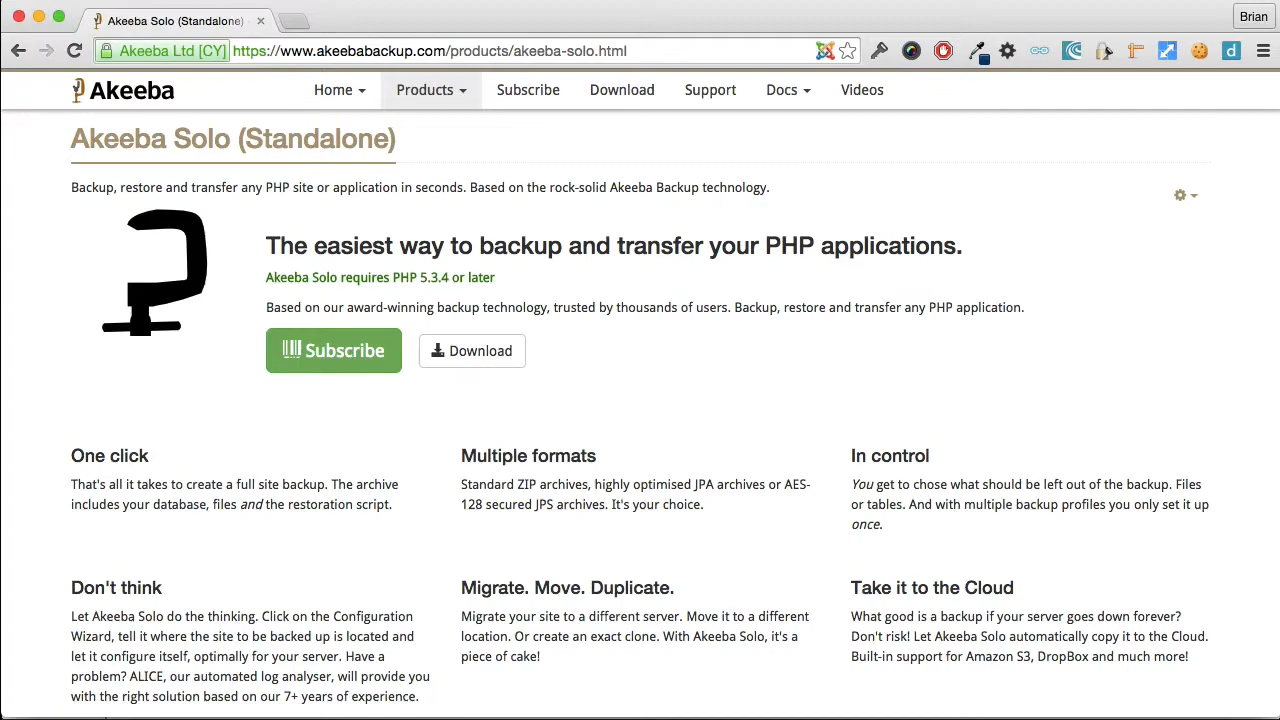 Akeeba Solo (Standalone)
Brian
Akeeba Ltd [CY] https://www.akeebabackup.com/products/akeeba-solo.html
Akeeba
Home Products Subscribe Download Support Docs Videos
Akeeba Solo (Standalone)
Backup, restore and transfer any PHP site or application in seconds. Based on the rock-solid Akeeba Backup technology.
The easiest way to backup and transfer your PHP applications.
Akeeba Solo requires PHP 5.3.4 or later
Based on our award-winning backup technology, trusted by thousands of users. Backup, restore and transfer any PHP application.
Subscribe Download
One click
That's all it takes to create a full site backup. The archive
includes your database, files and the restoration script.
Multiple formats
Standard ZIP archives, highly optimised JPA archives or AES-
128 secured JPS archives. It's your choice.
In control
You get to chose what should be left out of the backup. Files
or tables. And with multiple backup profiles you only set it up
once.
Don't think
Let Akeeba Solo do the thinking. Click on the Configuration
Wizard, tell it where the site to be backed up is located and
let it configure itself, optimally for your server. Have a
problem? ALICE, our automated log analyser, will provide you
with the right solution based on our 7+ years of experience.
Migrate. Move. Duplicate.
Migrate your site to a different server. Move it to a different
location. Or create an exact clone. With Akeeba Solo, it's a
piece of cake!
Take it to the Cloud
What good is a backup if your server goes down forever?
Don't risk! Let Akeeba Solo automatically copy it to the Cloud.
Built-in support for Amazon S3, DropBox and much more!